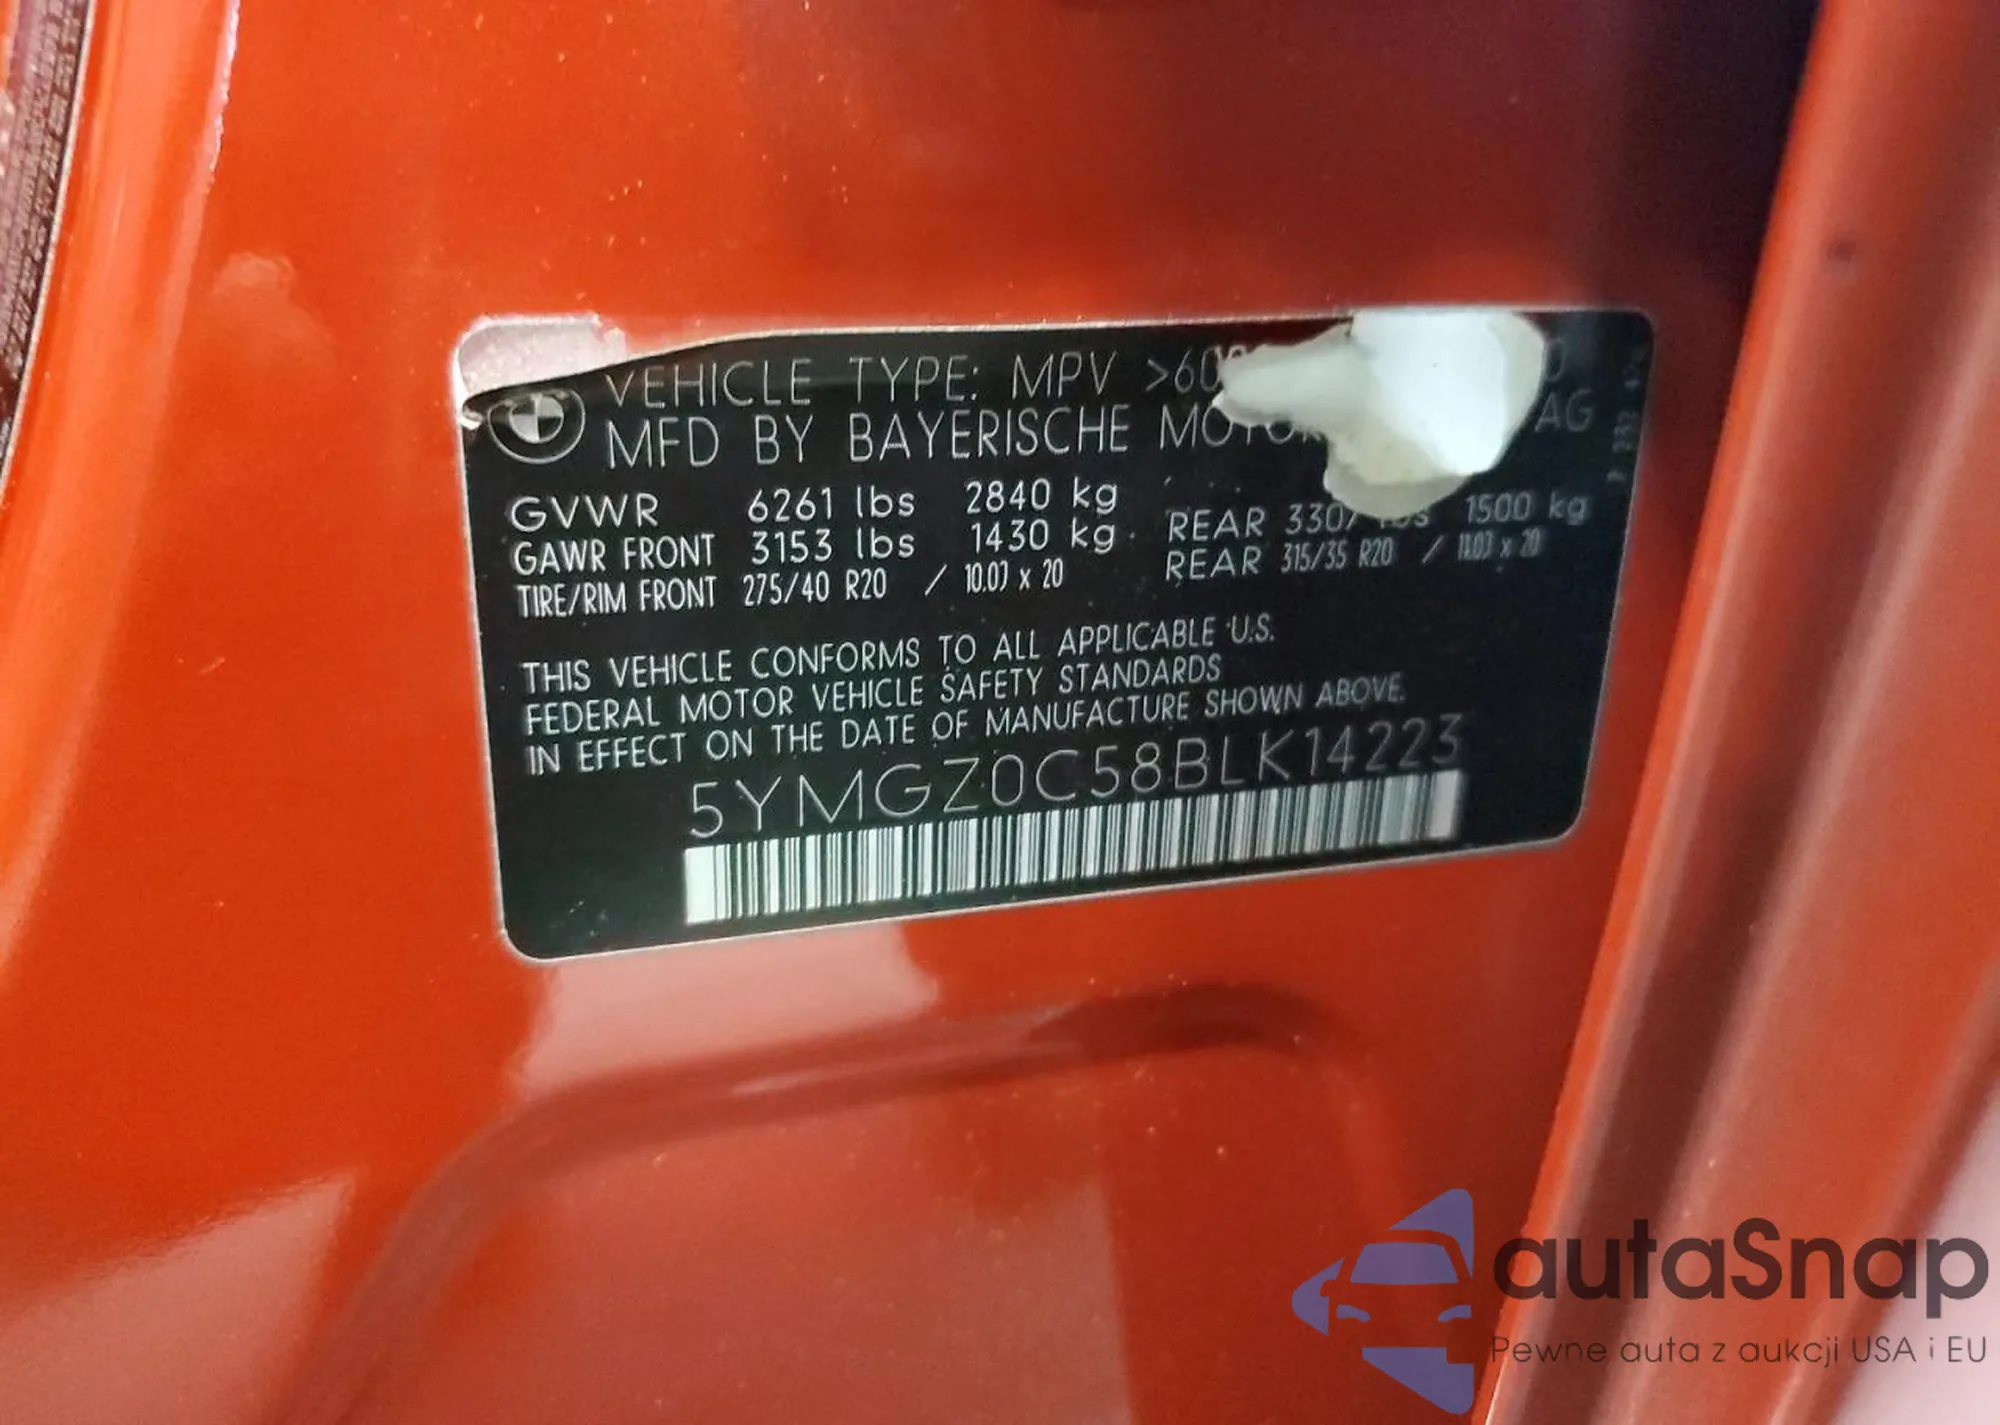 VEHICLE TYPE: MPV
MFD BY BAYERISCHE AG
GVWR 6261 lbs 2840 kg
GAWR FRONT 3153 lbs 1430 kg REAR 1500 kg
TIRE/RIM FRONT 275/40 R20 / 10.0J x 20 REAR 315/35 R20 / 11.0J x 20
THIS VEHICLE CONFORMS TO ALL APPLICABLE U.S.
FEDERAL MOTOR VEHICLE SAFETY STANDARDS
IN EFFECT ON THE DATE OF MANUFACTURE SHOWN ABOVE.
5YMGZ0C58BLK14223
autaSnap
Pewne auta z aukcji USA i EU